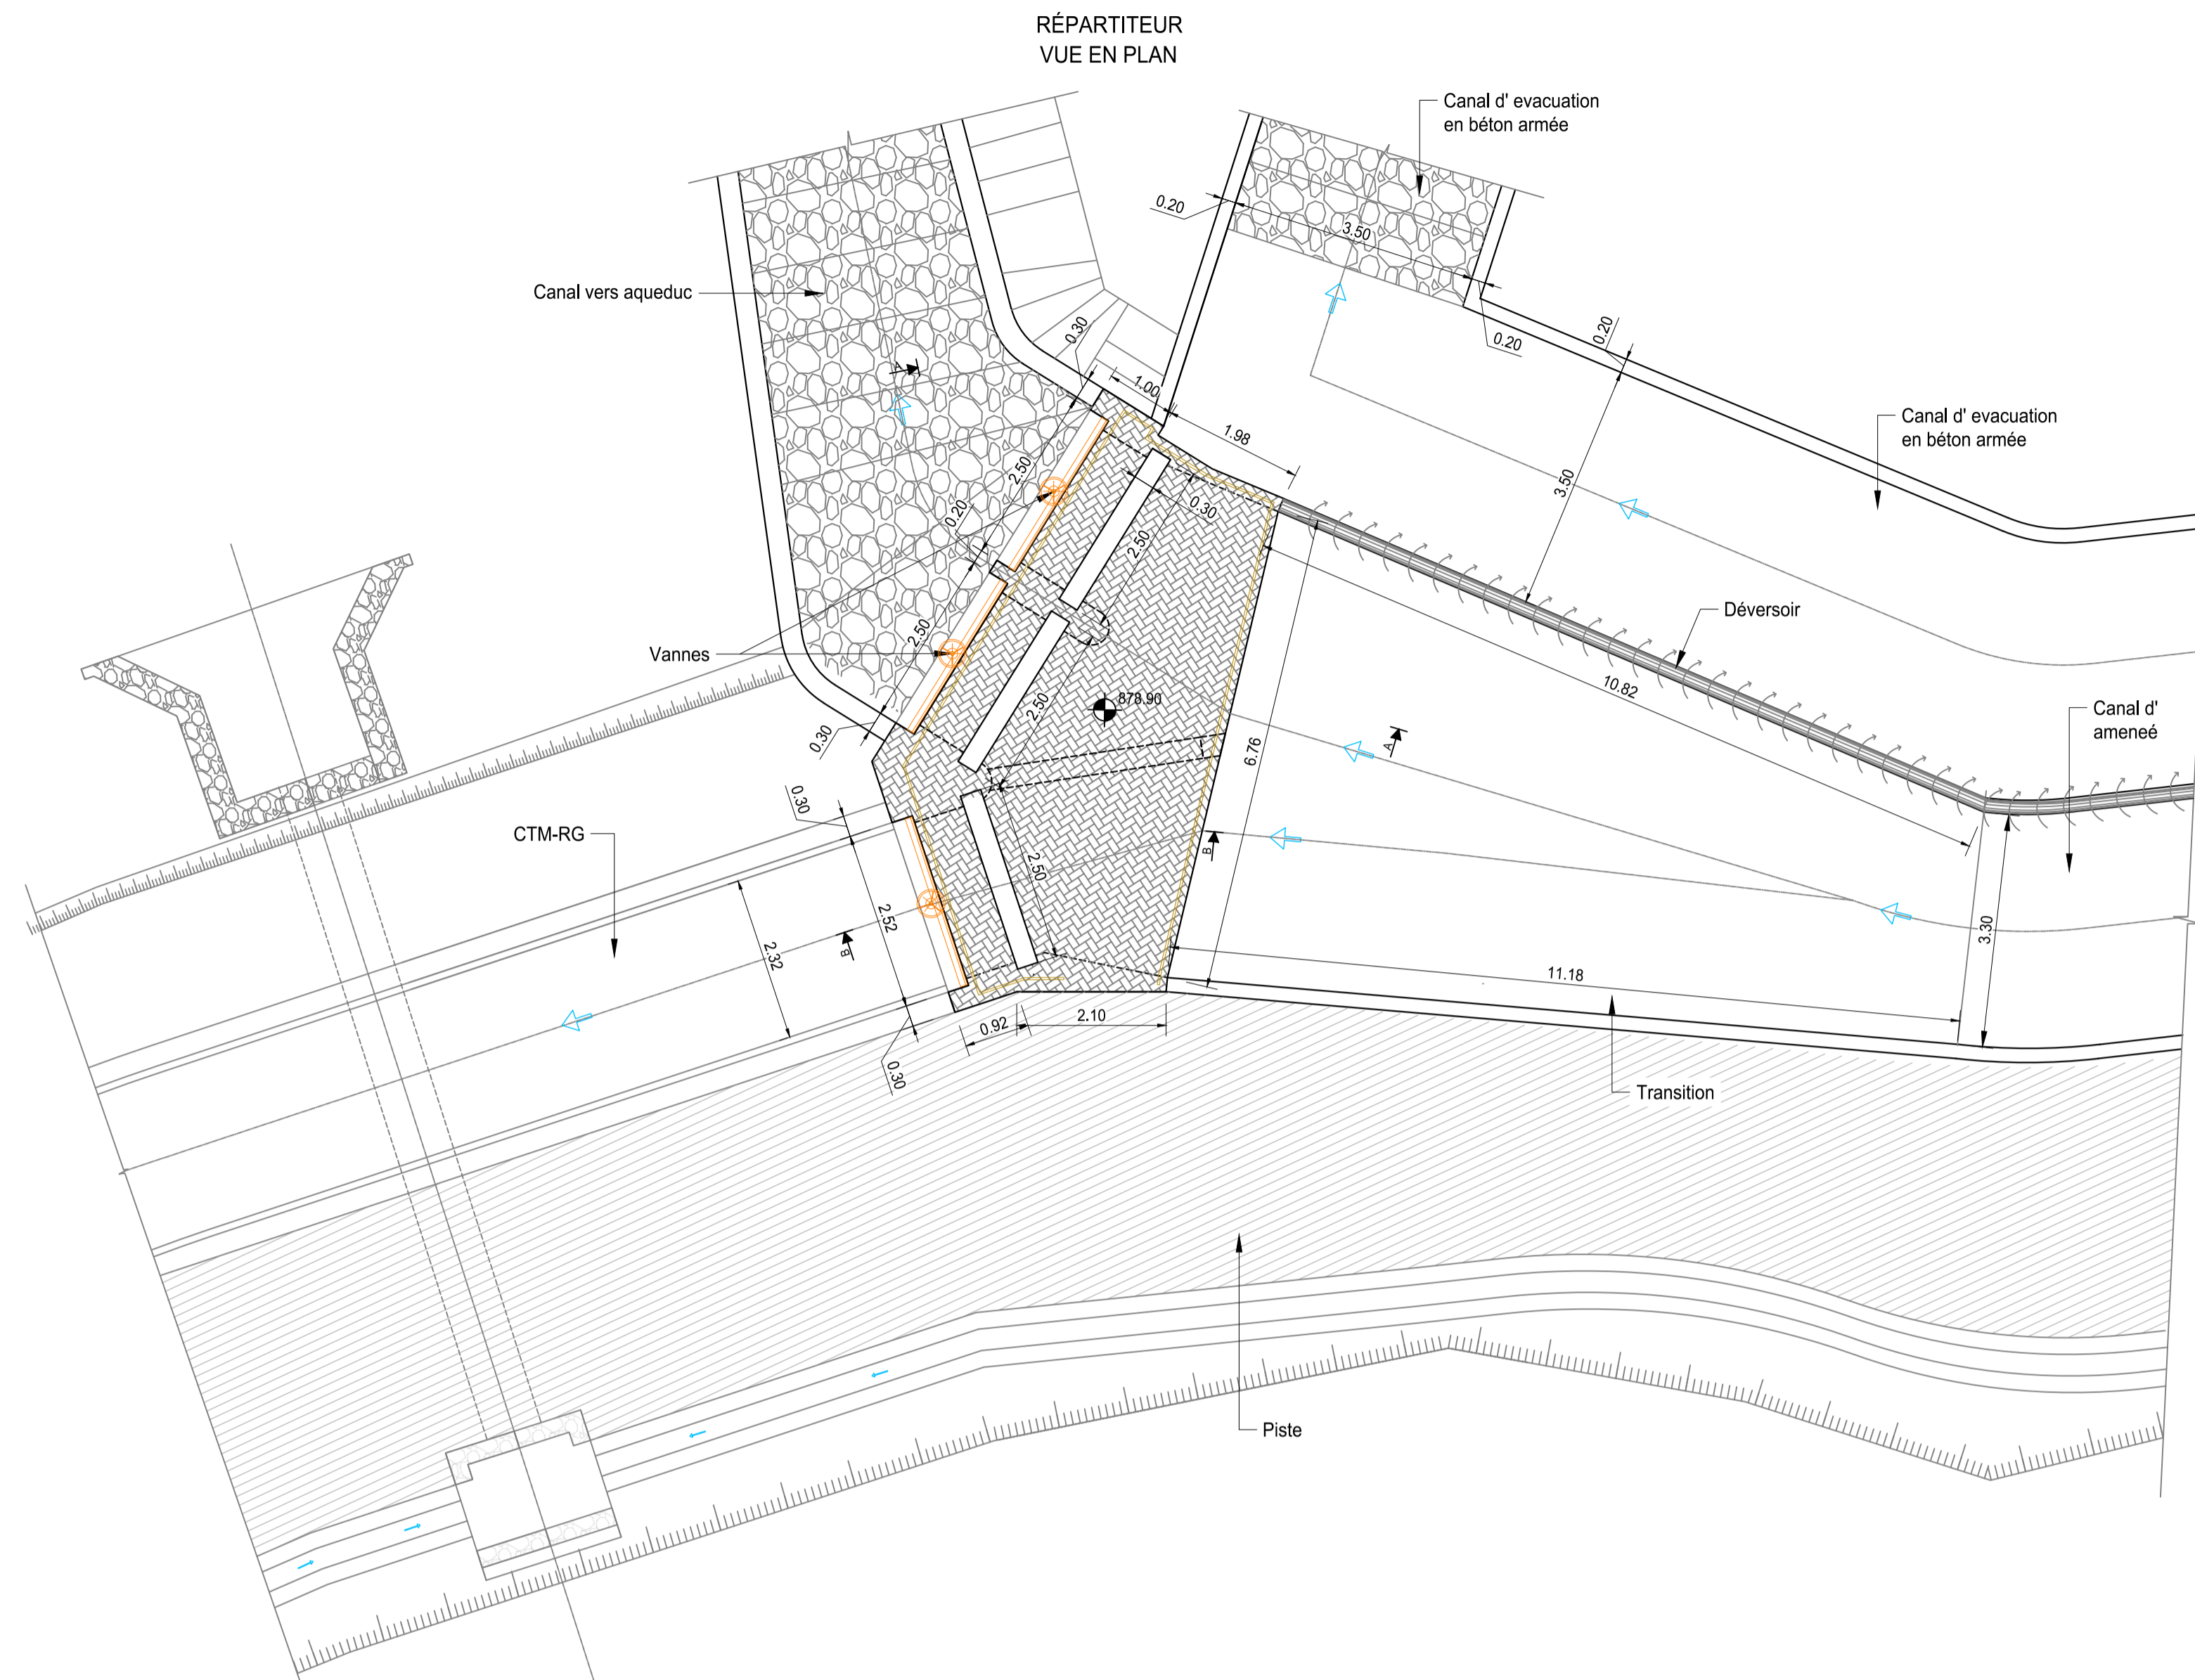 RÉPARTITEUR
VUE EN PLAN
Canal d' evacuation
en béton armée
0.20
3.50
Canal vers aqueduc
0.30
0.20
0.20
1.00
A
Canal d' evacuation
en béton armée
1.98
2.50
3.50
0.30
0.20
2.50
Déversoir
2.50
Vannes
10.82
2.50
878.90
Canal d'
ameneé
0.30
A
6.76
0.30
CTM-RG
B
2.50
2.52
3.30
2.32
B
11.18
0.92
2.10
0.30
Transition
Piste